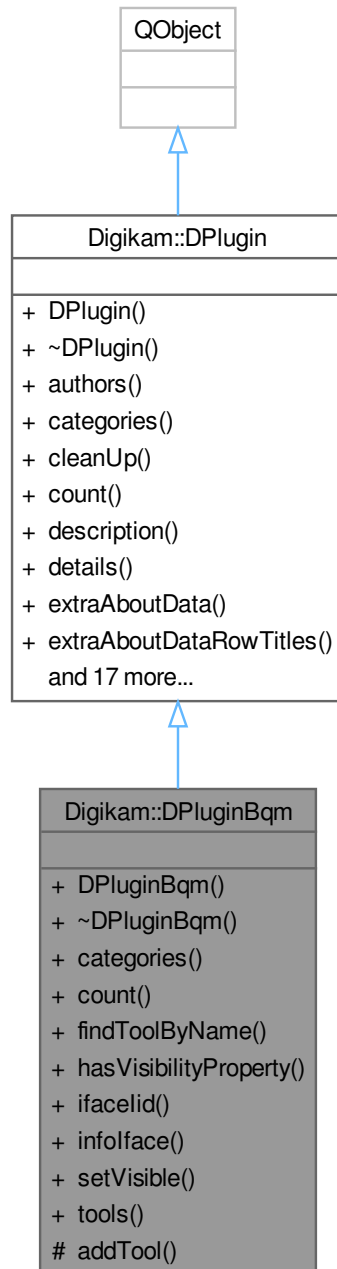 QObject
Digikam::DPlugin
+ DPlugin()
+ ~DPlugin()
+ authors()
+ categories()
+ cleanUp()
+ count()
+ description()
+ details()
+ extraAboutData()
+ extraAboutDataRowTitles()
and 17 more...
Digikam::DPluginBqm
+ DPluginBqm()
+ ~DPluginBqm()
+ categories()
+ count()
+ findToolByName()
+ hasVisibilityProperty()
+ ifaceIid()
+ infoIface()
+ setVisible()
+ tools()
# addTool()